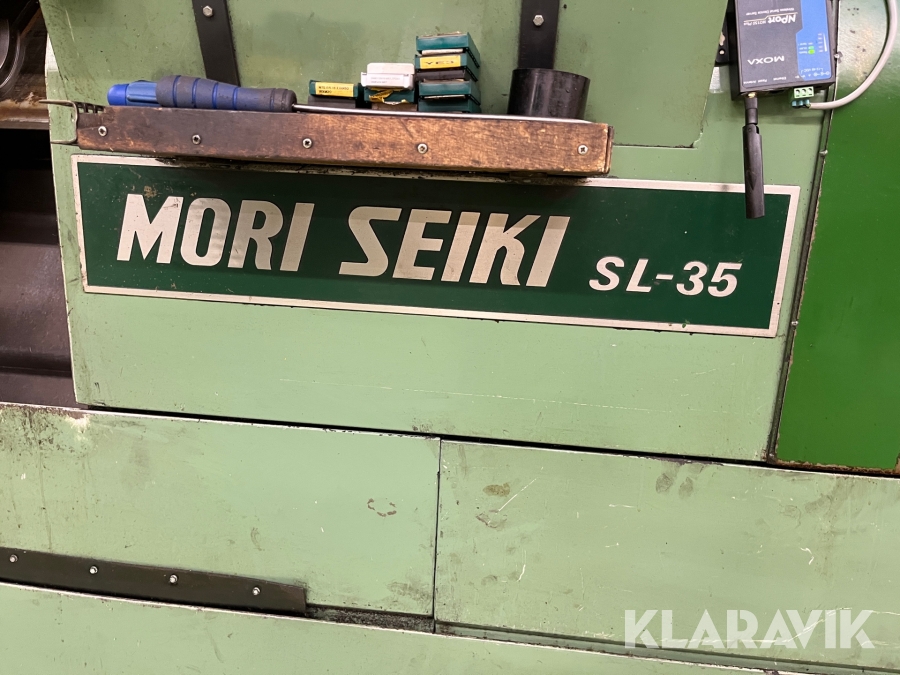 NPort
MOXA
MORI SEIKI SL-35
KLARAVIK